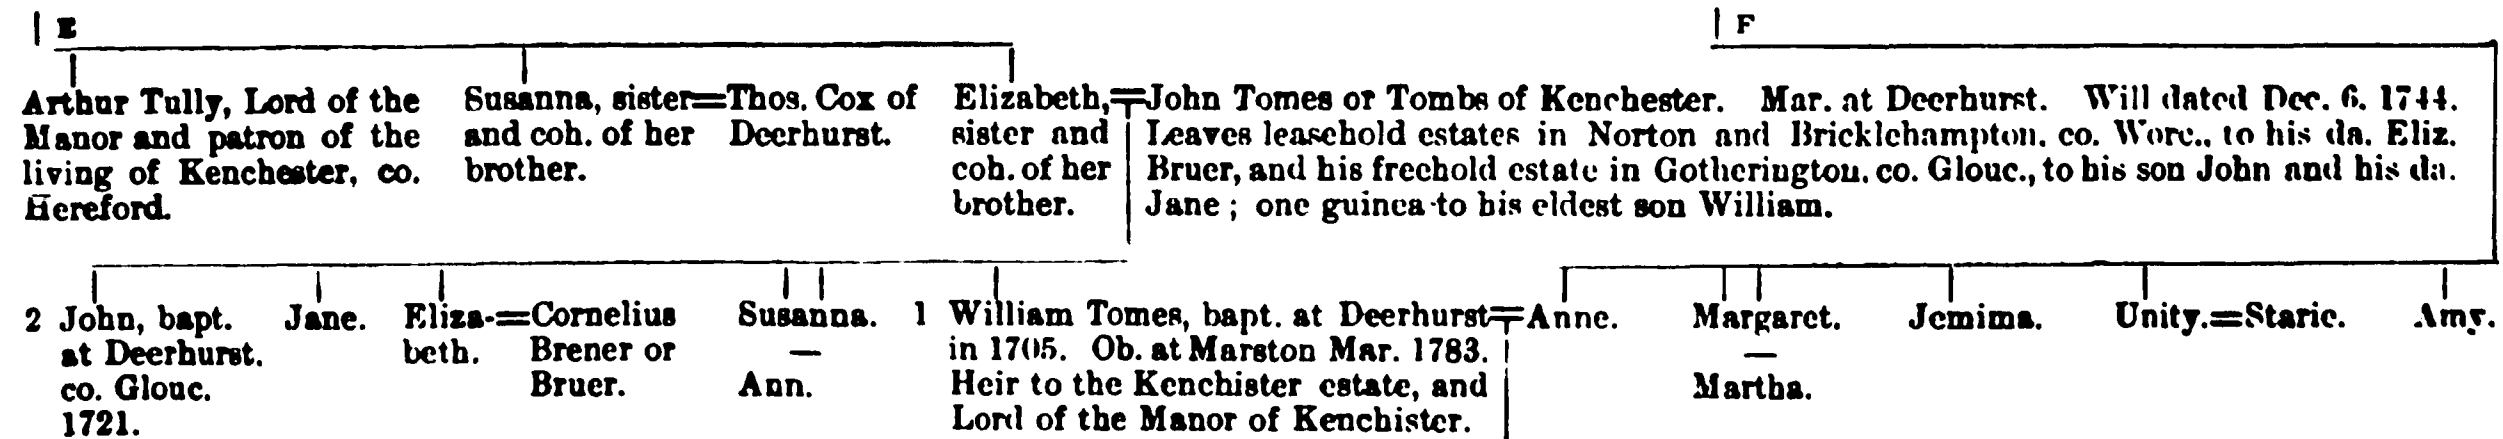 E
F
Arthur Tully, Lord of the
Manor and patron of the
living of Kenchester, co.
Hereford.
Susanna, sister=Thos. Cox of
and coh. of her Deerhurst.
brother.
Elizabeth,=John Tomes or Tombs of Kenchester. Mar. at Deerhurst. Will dated Dec. 6. 1744.
sister and Leaves leasehold estates in Norton and Bricklehampton. co. Worc., to his da. Eliz.
coh. of her Bruer, and his freehold estate in Gotherington. co. Glouc., to his son John and his da.
brother. Jane ; one guinea to his eldest son William.
2 John, bapt.
at Deerhurst.
co. Glouc.
1721.
Jane.
Eliza-=Cornelius
beth. Brener or
Bruer.
Susanna.
—
Ann.
1 William Tomes, bapt. at Deerhurst=Anne.
in 1705. Ob. at Marston Mar. 1783.
Heir to the Kenchister estate, and
Lord of the Manor of Kenchister.
Margaret.
—
Martha.
Jemima.
Unity.=Starie.
Amy.